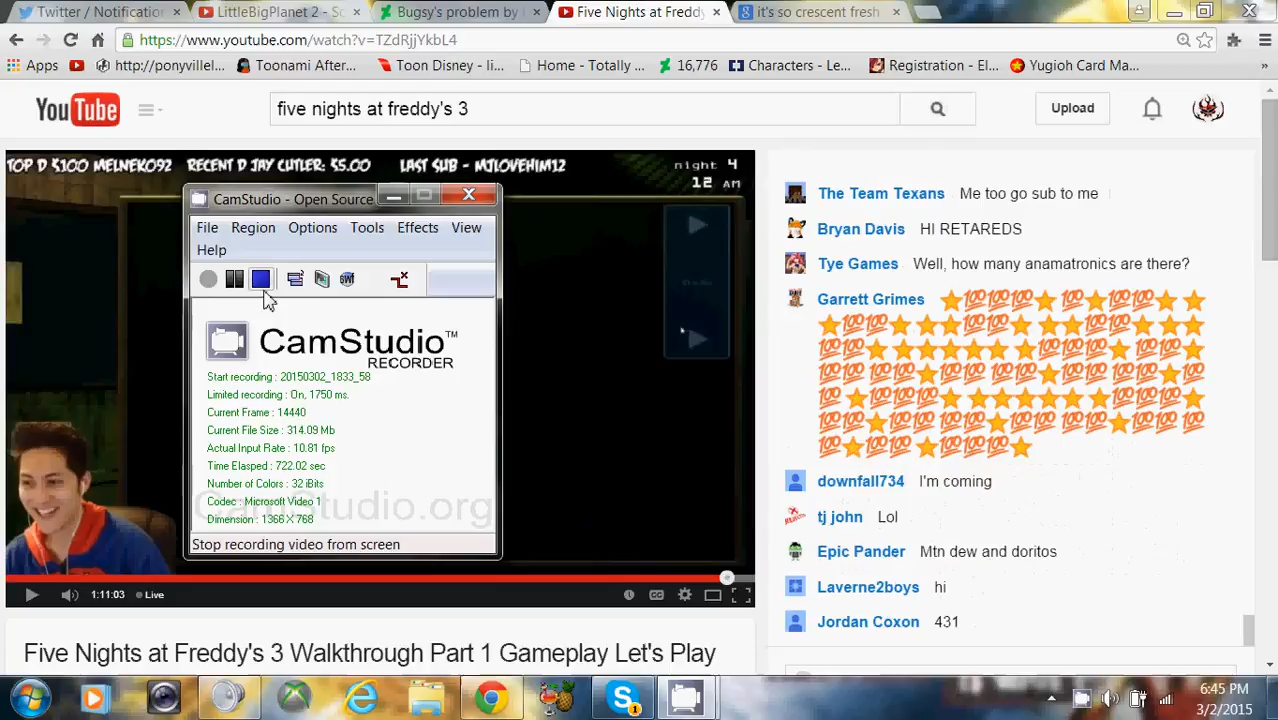 Twitter / Notification
LittleBigPlanet 2 - Sc
Bugsy's problem by
Five Nights at Freddy
it's so crescent fresh
https://www.youtube.com/watch?v=TZdRjjYkbL4
Apps
http://ponyvillel...
Toonami After...
Toon Disney - li...
Home - Totally ...
16,776
Characters - Le...
Registration - El...
Yugioh Card Ma...
»
YouTube
five nights at freddy's 3
Upload
TOP D $100 MELNEKO92 RECENT D JAY CUTLER: $5.00 LAST SUB - MJLOVEHIM12
night 4
12 AM
CamStudio - Open Source
File Region Options Tools Effects View
Help
CamStudio™
RECORDER
Start recording : 20150302_1833_58
Limited recording : On, 1750 ms.
Current Frame : 14440
Current File Size : 314.09 Mb
Actual Input Rate : 10.81 fps
Time Elasped : 722.02 sec
Number of Colors : 32 Bits
Codec : Microsoft Video 1
Dimension : 1366 X 768
CamStudio.org
Stop recording video from screen
1:11:03 Live
Five Nights at Freddy's 3 Walkthrough Part 1 Gameplay Let's Play
The Team Texans Me too go sub to me
Bryan Davis HI RETAREDS
Tye Games Well, how many anamatronics are there?
Garrett Grimes ⭐💯💯💯⭐💯💯💯⭐⭐
⭐💯💯⭐⭐⭐💯💯⭐⭐💯💯⭐💯💯⭐
💯💯⭐⭐⭐⭐⭐💯💯⭐💯💯💯⭐💯⭐
💯💯💯💯⭐💯💯💯💯⭐💯💯💯⭐💯💯
⭐💯💯💯⭐💯💯💯⭐⭐⭐⭐💯💯💯⭐
💯💯⭐💯💯💯💯⭐💯💯💯💯⭐💯💯💯
💯⭐💯💯⭐💯💯💯⭐
downfall734 I'm coming
tj john Lol
Epic Pander Mtn dew and doritos
Laverne2boys hi
Jordan Coxon 431
6:45 PM
3/2/2015